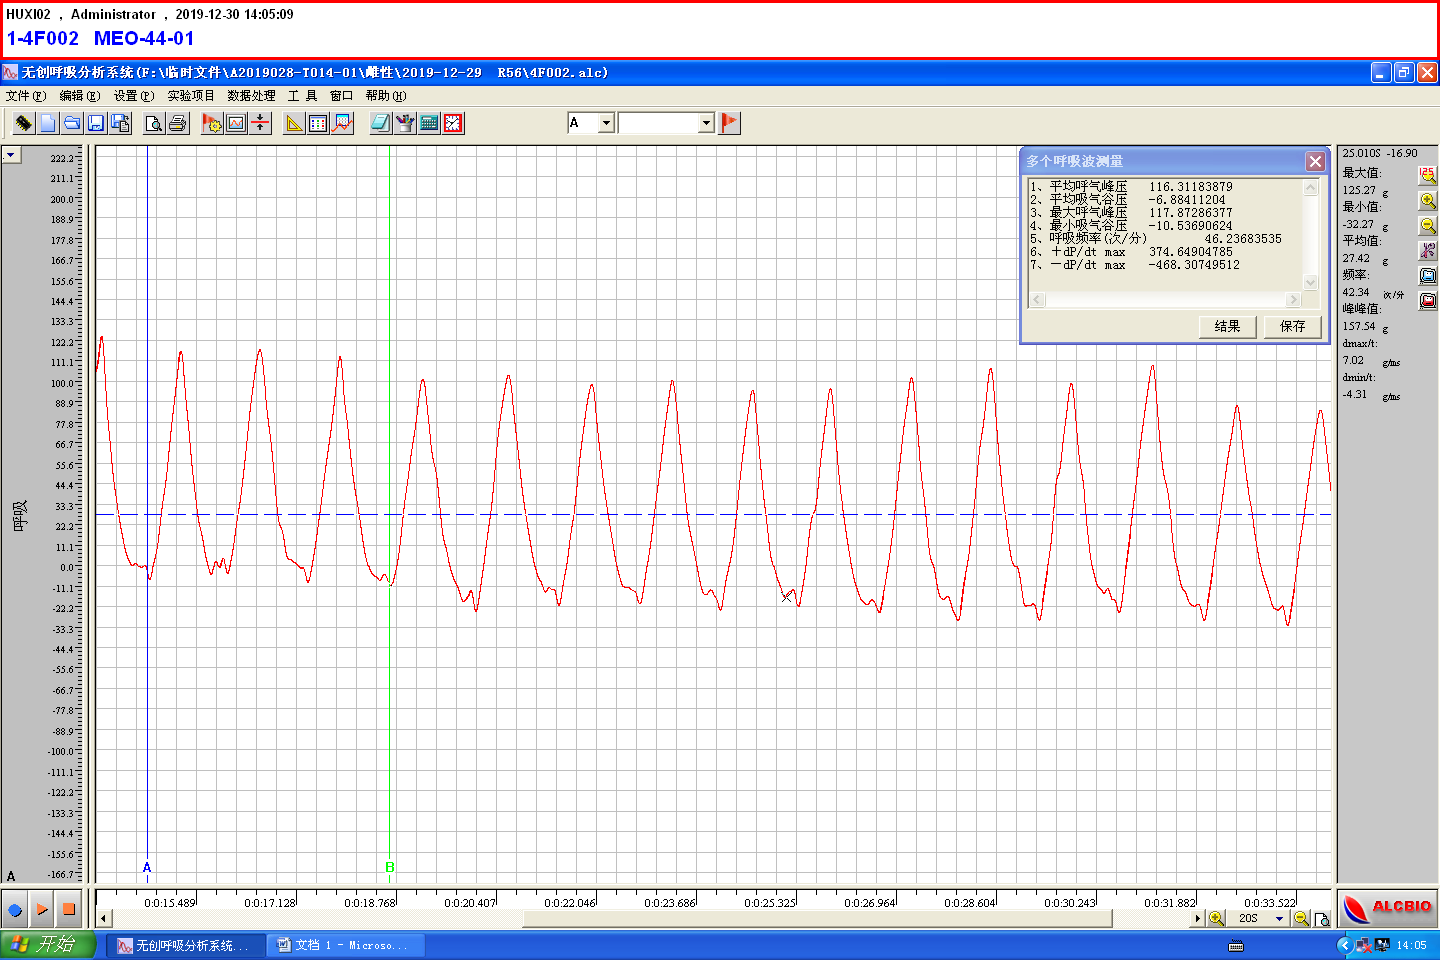 HUXI02 , Administrator , 2019-12-30 14:05:09
1-4F002 MEO-44-01
无创呼吸分析系统(F:\临时文件\A2019028-T014-01\雌性\2019-12-29 R56\4F002.alc)
文件(F) 编辑(E) 设置(P) 实验项目 数据处理 工 具 窗口 帮助(H)
A
多个呼吸波测量
1、平均呼气峰压 116.31183879
2、平均吸气谷压 -6.88411204
3、最大呼气峰压 117.87286377
4、最小吸气谷压 -10.53690624
5、呼吸频率(次/分) 46.23683535
6、＋dP/dt max 374.64904785
7、－dP/dt max -468.30749512
结果 保存
25.010S -16.90
最大值:
125.27 g
最小值:
-32.27 g
平均值:
27.42 g
频率:
42.34 次/分
峰峰值:
157.54 g
dmax/t:
7.02 g/ms
dmin/t:
-4.31 g/ms
125
222.2
211.1
200.0
188.9
177.8
166.7
155.6
144.4
133.3
122.2
111.1
100.0
88.9
77.8
66.7
55.6
44.4
33.3
22.2
11.1
0.0
-11.1
-22.2
-33.3
-44.4
-55.6
-66.7
-77.8
-88.9
-100.0
-111.1
-122.2
-133.3
-144.4
-155.6
-166.7
呼吸
A
A B
0:0:15.489 0:0:17.128 0:0:18.768 0:0:20.407 0:0:22.046 0:0:23.686 0:0:25.325 0:0:26.964 0:0:28.604 0:0:30.243 0:0:31.882 0:0:33.522
20S
ALCBIO
开始 无创呼吸分析系统... 文档 1 - Microso... 14:05